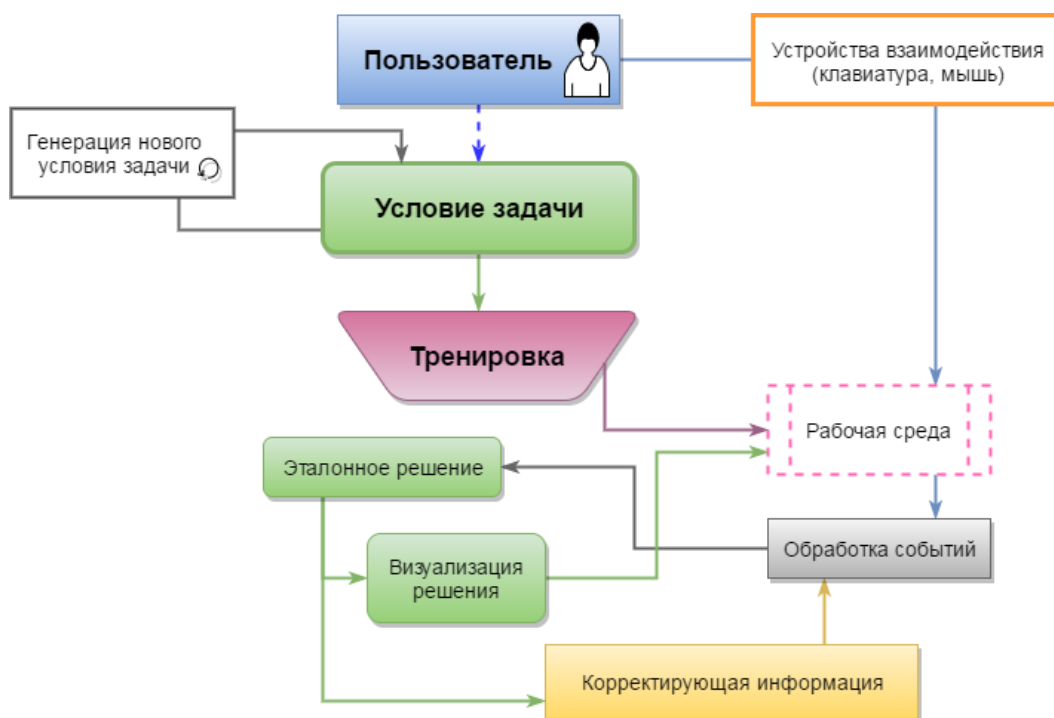 Пользователь
Устройства взаимодействия
(клавиатура, мышь)
Генерация нового
условия задачи
Условие задачи
Тренировка
Рабочая среда
Эталонное решение
Обработка событий
Визуализация
решения
Корректирующая информация